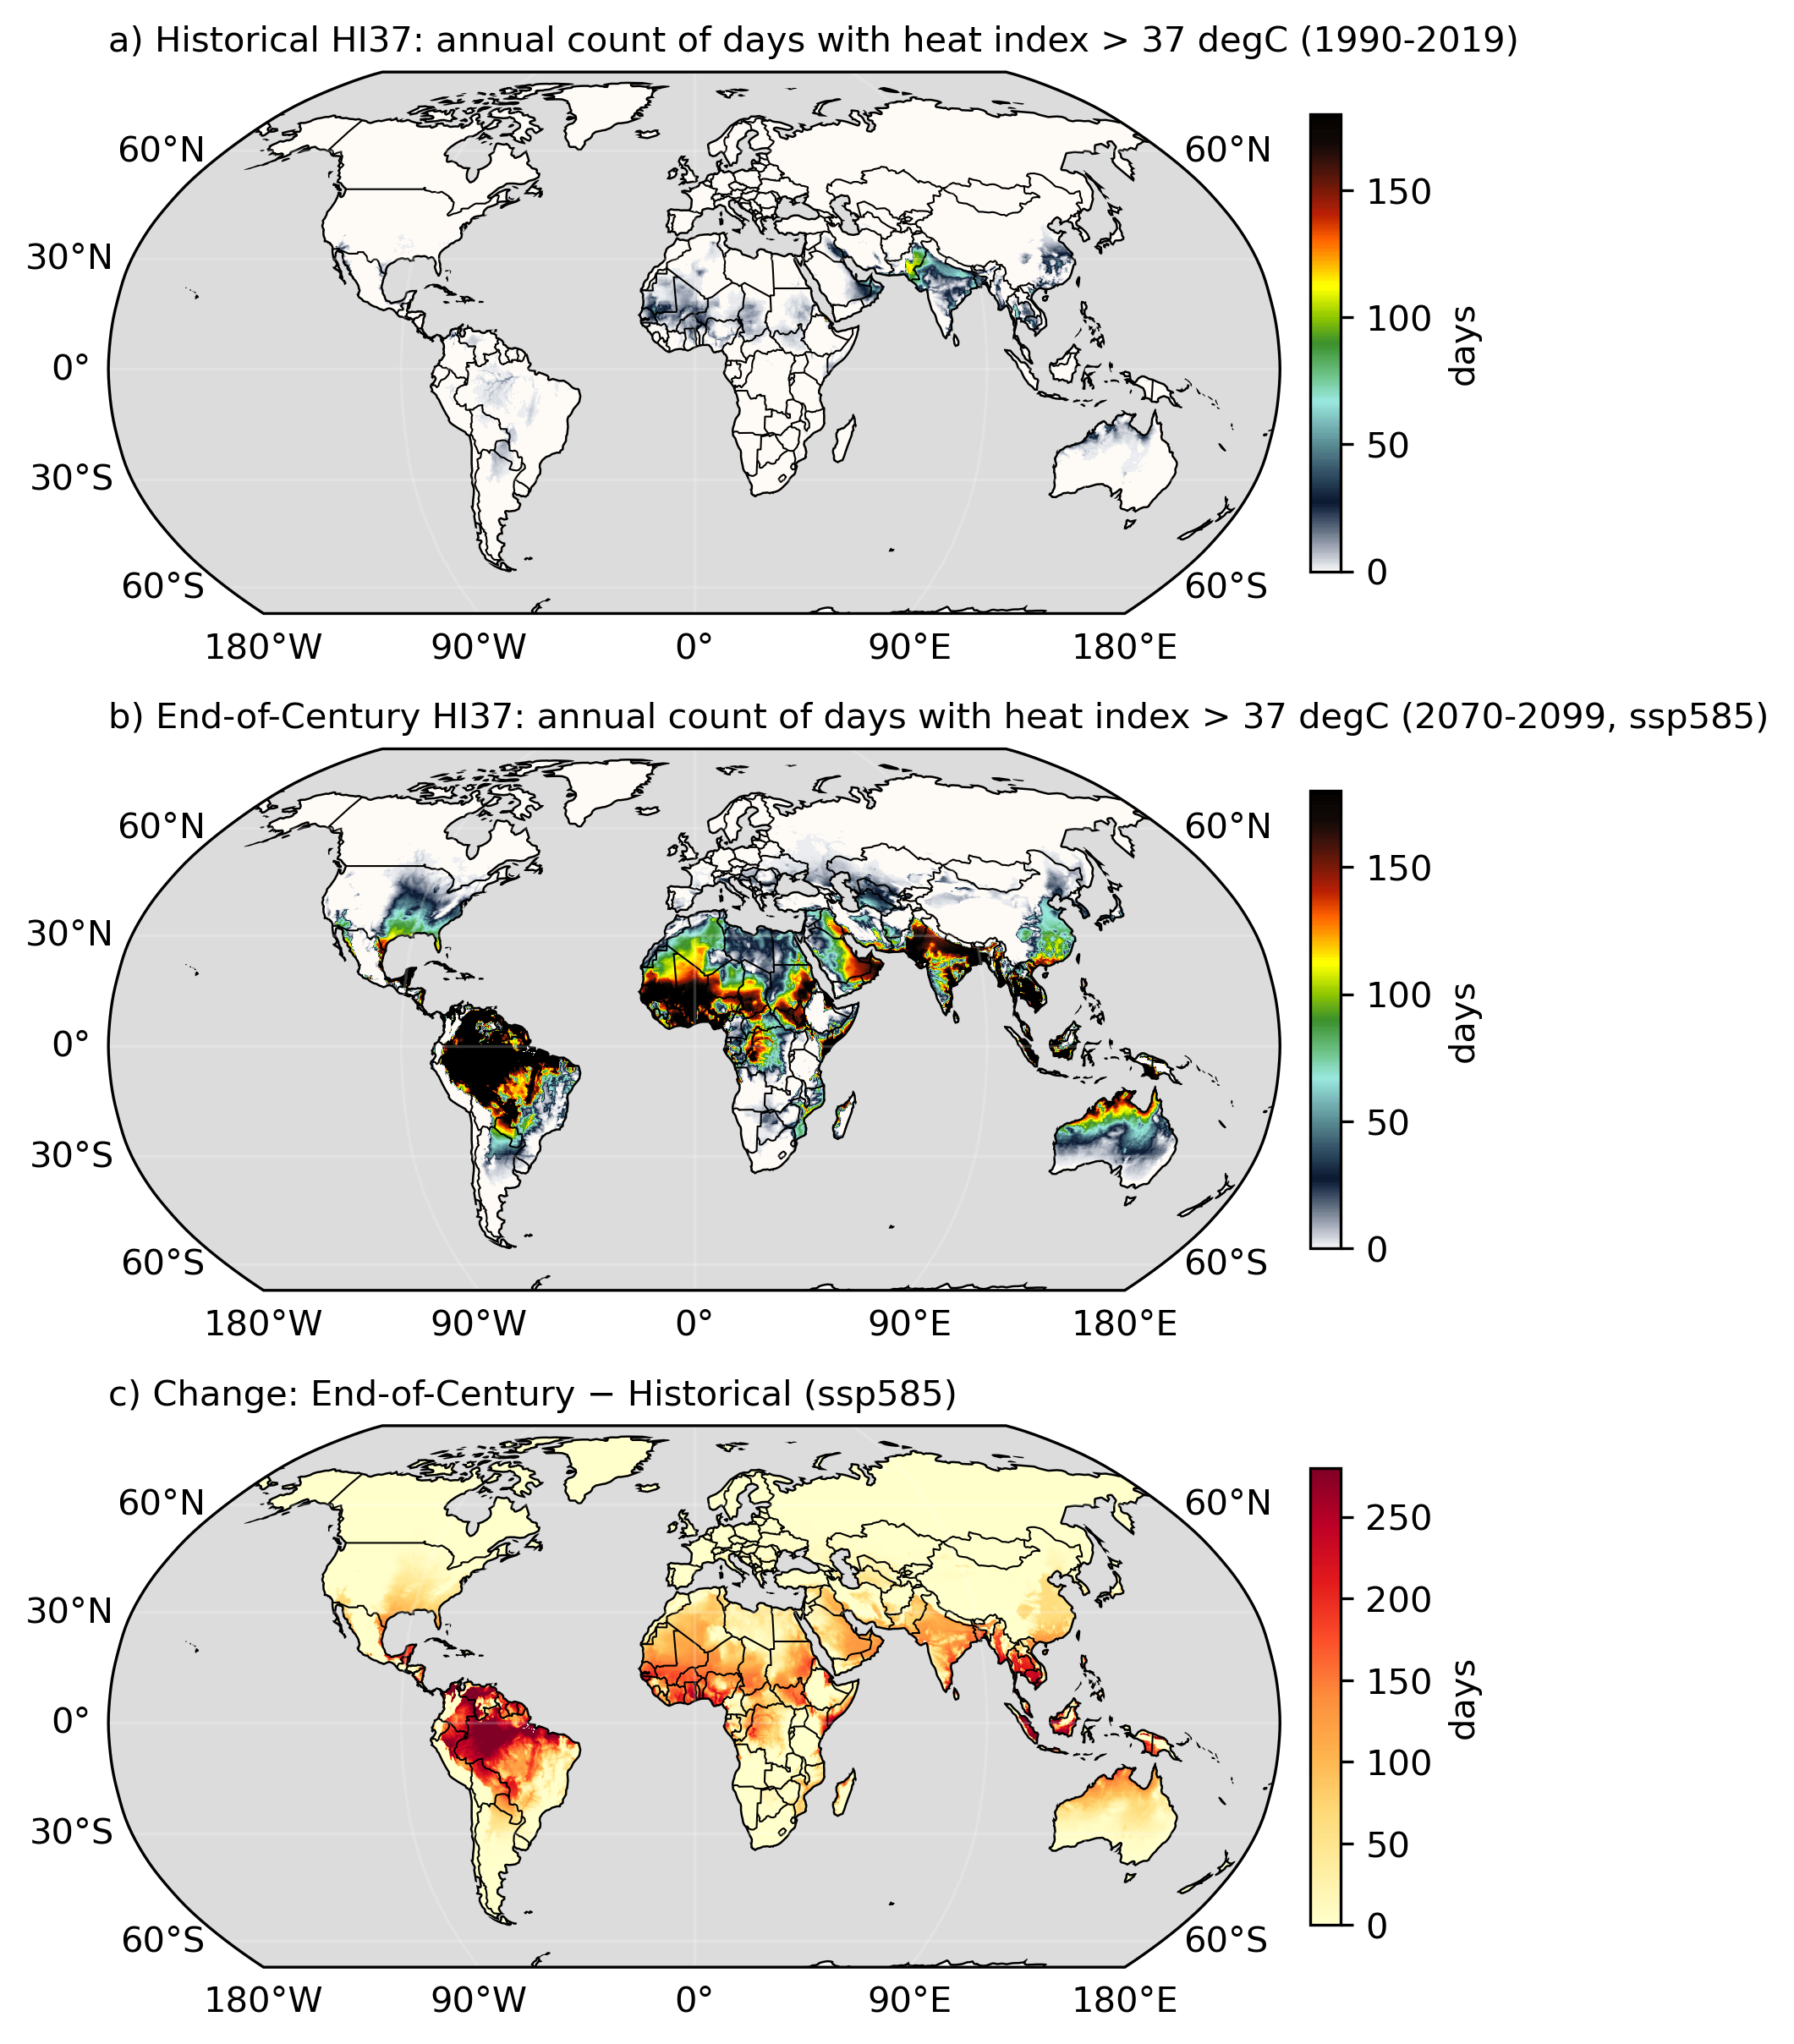 a) Historical HI37: annual count of days with heat index > 37 degC (1990-2019)
60°N 60°N
30°N
0°
30°S
60°S 60°S
180°W 90°W 0° 90°E 180°E
150
100
50
0
days
b) End-of-Century HI37: annual count of days with heat index > 37 degC (2070-2099, ssp585)
60°N 60°N
30°N
0°
30°S
60°S 60°S
180°W 90°W 0° 90°E 180°E
150
100
50
0
days
c) Change: End-of-Century − Historical (ssp585)
60°N 60°N
30°N
0°
30°S
60°S 60°S
180°W 90°W 0° 90°E 180°E
250
200
150
100
50
0
days